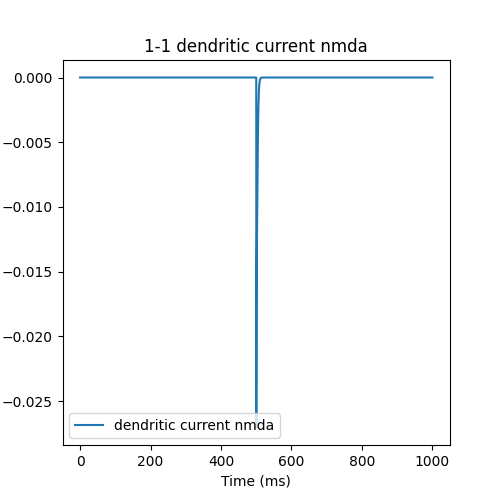 1-1 dendritic current nmda
0.000
−0.005
−0.010
−0.015
−0.020
−0.025
dendritic current nmda
0 200 400 600 800 1000
Time (ms)